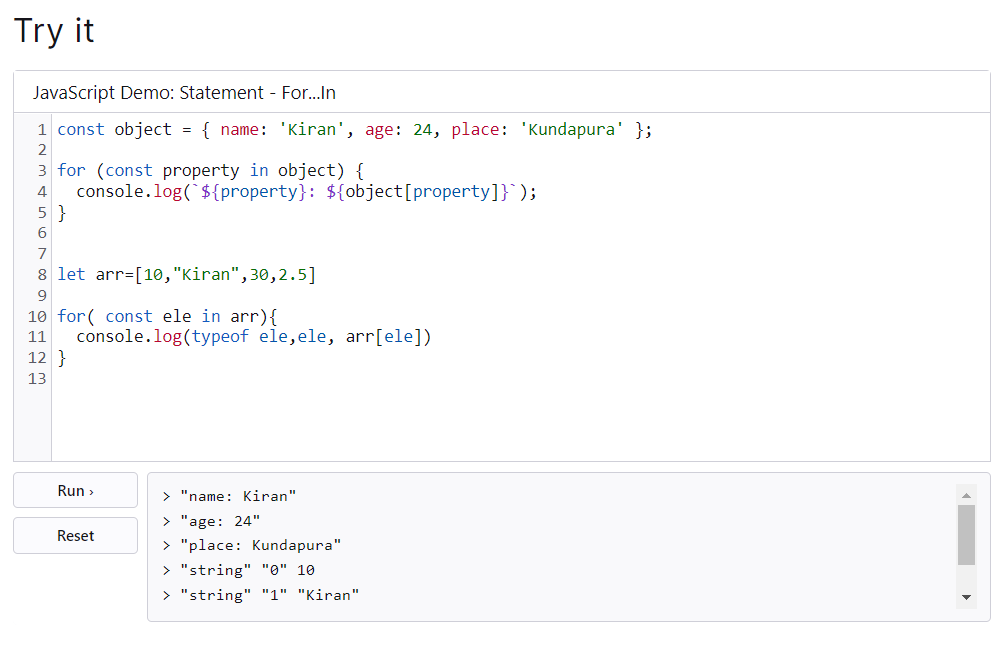 Try it
JavaScript Demo: Statement - For...In
1 const object = { name: 'Kiran', age: 24, place: 'Kundapura' };
2
3 for (const property in object) {
4   console.log(`${property}: ${object[property]}`);
5 }
6
7
8 let arr=[10,"Kiran",30,2.5]
9
10 for( const ele in arr){
11   console.log(typeof ele,ele, arr[ele])
12 }
13
Run ›
Reset
> "name: Kiran"
> "age: 24"
> "place: Kundapura"
> "string" "0" 10
> "string" "1" "Kiran"